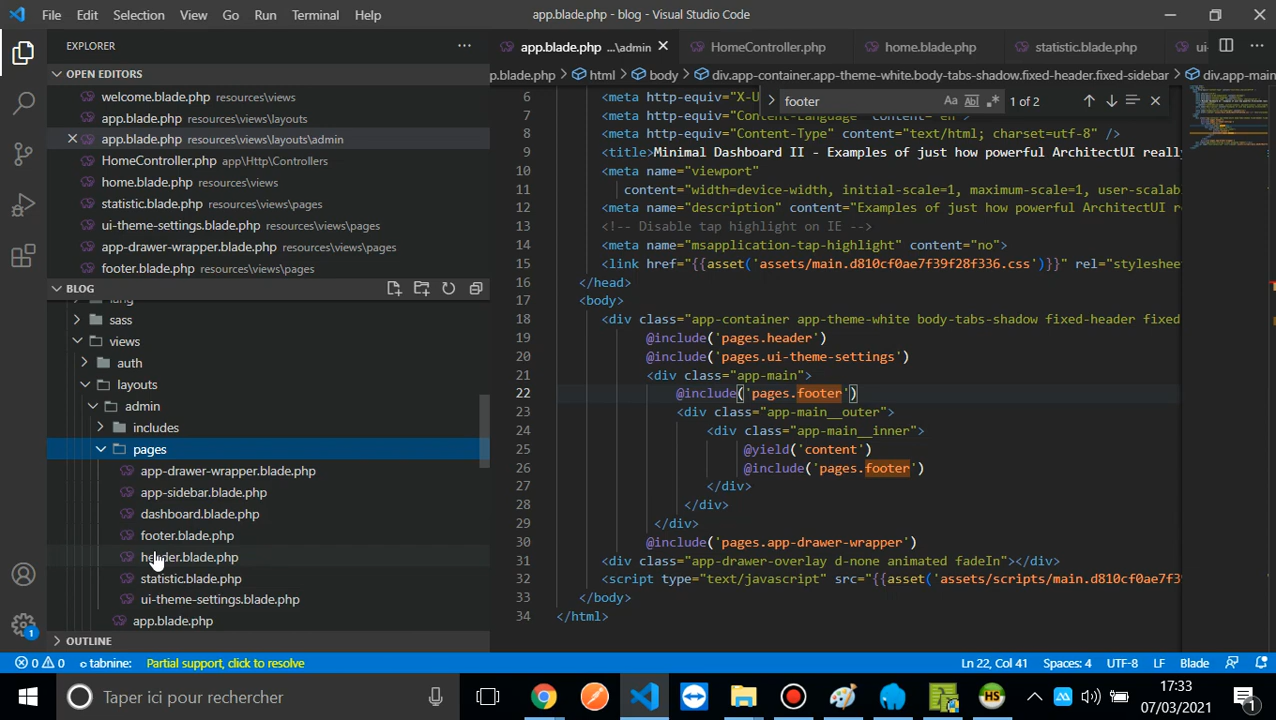 File Edit Selection View Go Run Terminal Help app.blade.php - blog - Visual Studio Code
EXPLORER
OPEN EDITORS
welcome.blade.php resources\views
app.blade.php resources\views\layouts
app.blade.php resources\views\layouts\admin
HomeController.php app\Http\Controllers
home.blade.php resources\views
statistic.blade.php resources\views\pages
ui-theme-settings.blade.php resources\views\pages
app-drawer-wrapper.blade.php resources\views\pages
footer.blade.php resources\views\pages
BLOG
lang
sass
views
auth
layouts
admin
includes
pages
app-drawer-wrapper.blade.php
app-sidebar.blade.php
dashboard.blade.php
footer.blade.php
header.blade.php
statistic.blade.php
ui-theme-settings.blade.php
app.blade.php
OUTLINE
app.blade.php ...\admin HomeController.php home.blade.php statistic.blade.php ui-
p.blade.php > html > body > div.app-container.app-theme-white.body-tabs-shadow.fixed-header.fixed-sidebar > div.app-main
footer Aa Ab 1 of 2
6 <meta http-equiv="X-U
7 <meta http-equiv="Content-Language" content="en"
8 <meta http-equiv="Content-Type" content="text/html; charset=utf-8" />
9 <title>Minimal Dashboard II - Examples of just how powerful ArchitectUI reall
10 <meta name="viewport"
11 content="width=device-width, initial-scale=1, maximum-scale=1, user-scalab
12 <meta name="description" content="Examples of just how powerful ArchitectUI r
13 <!-- Disable tap highlight on IE -->
14 <meta name="msapplication-tap-highlight" content="no">
15 <link href="{{asset('assets/main.d810cf0ae7f39f28f336.css')}}" rel="styleshee
16 </head>
17 <body>
18 <div class="app-container app-theme-white body-tabs-shadow fixed-header fixed
19 @include('pages.header')
20 @include('pages.ui-theme-settings')
21 <div class="app-main">
22 @include('pages.footer')
23 <div class="app-main__outer">
24 <div class="app-main__inner">
25 @yield('content')
26 @include('pages.footer')
27 </div>
28 </div>
29 </div>
30 @include('pages.app-drawer-wrapper')
31 <div class="app-drawer-overlay d-none animated fadeIn"></div>
32 <script type="text/javascript" src="{{asset('assets/scripts/main.d810cf0ae7f3
33 </body>
34 </html>
1
0 0 tabnine: Partial support, click to resolve Ln 22, Col 41 Spaces: 4 UTF-8 LF Blade
Taper ici pour rechercher HS 17:33
07/03/2021 1